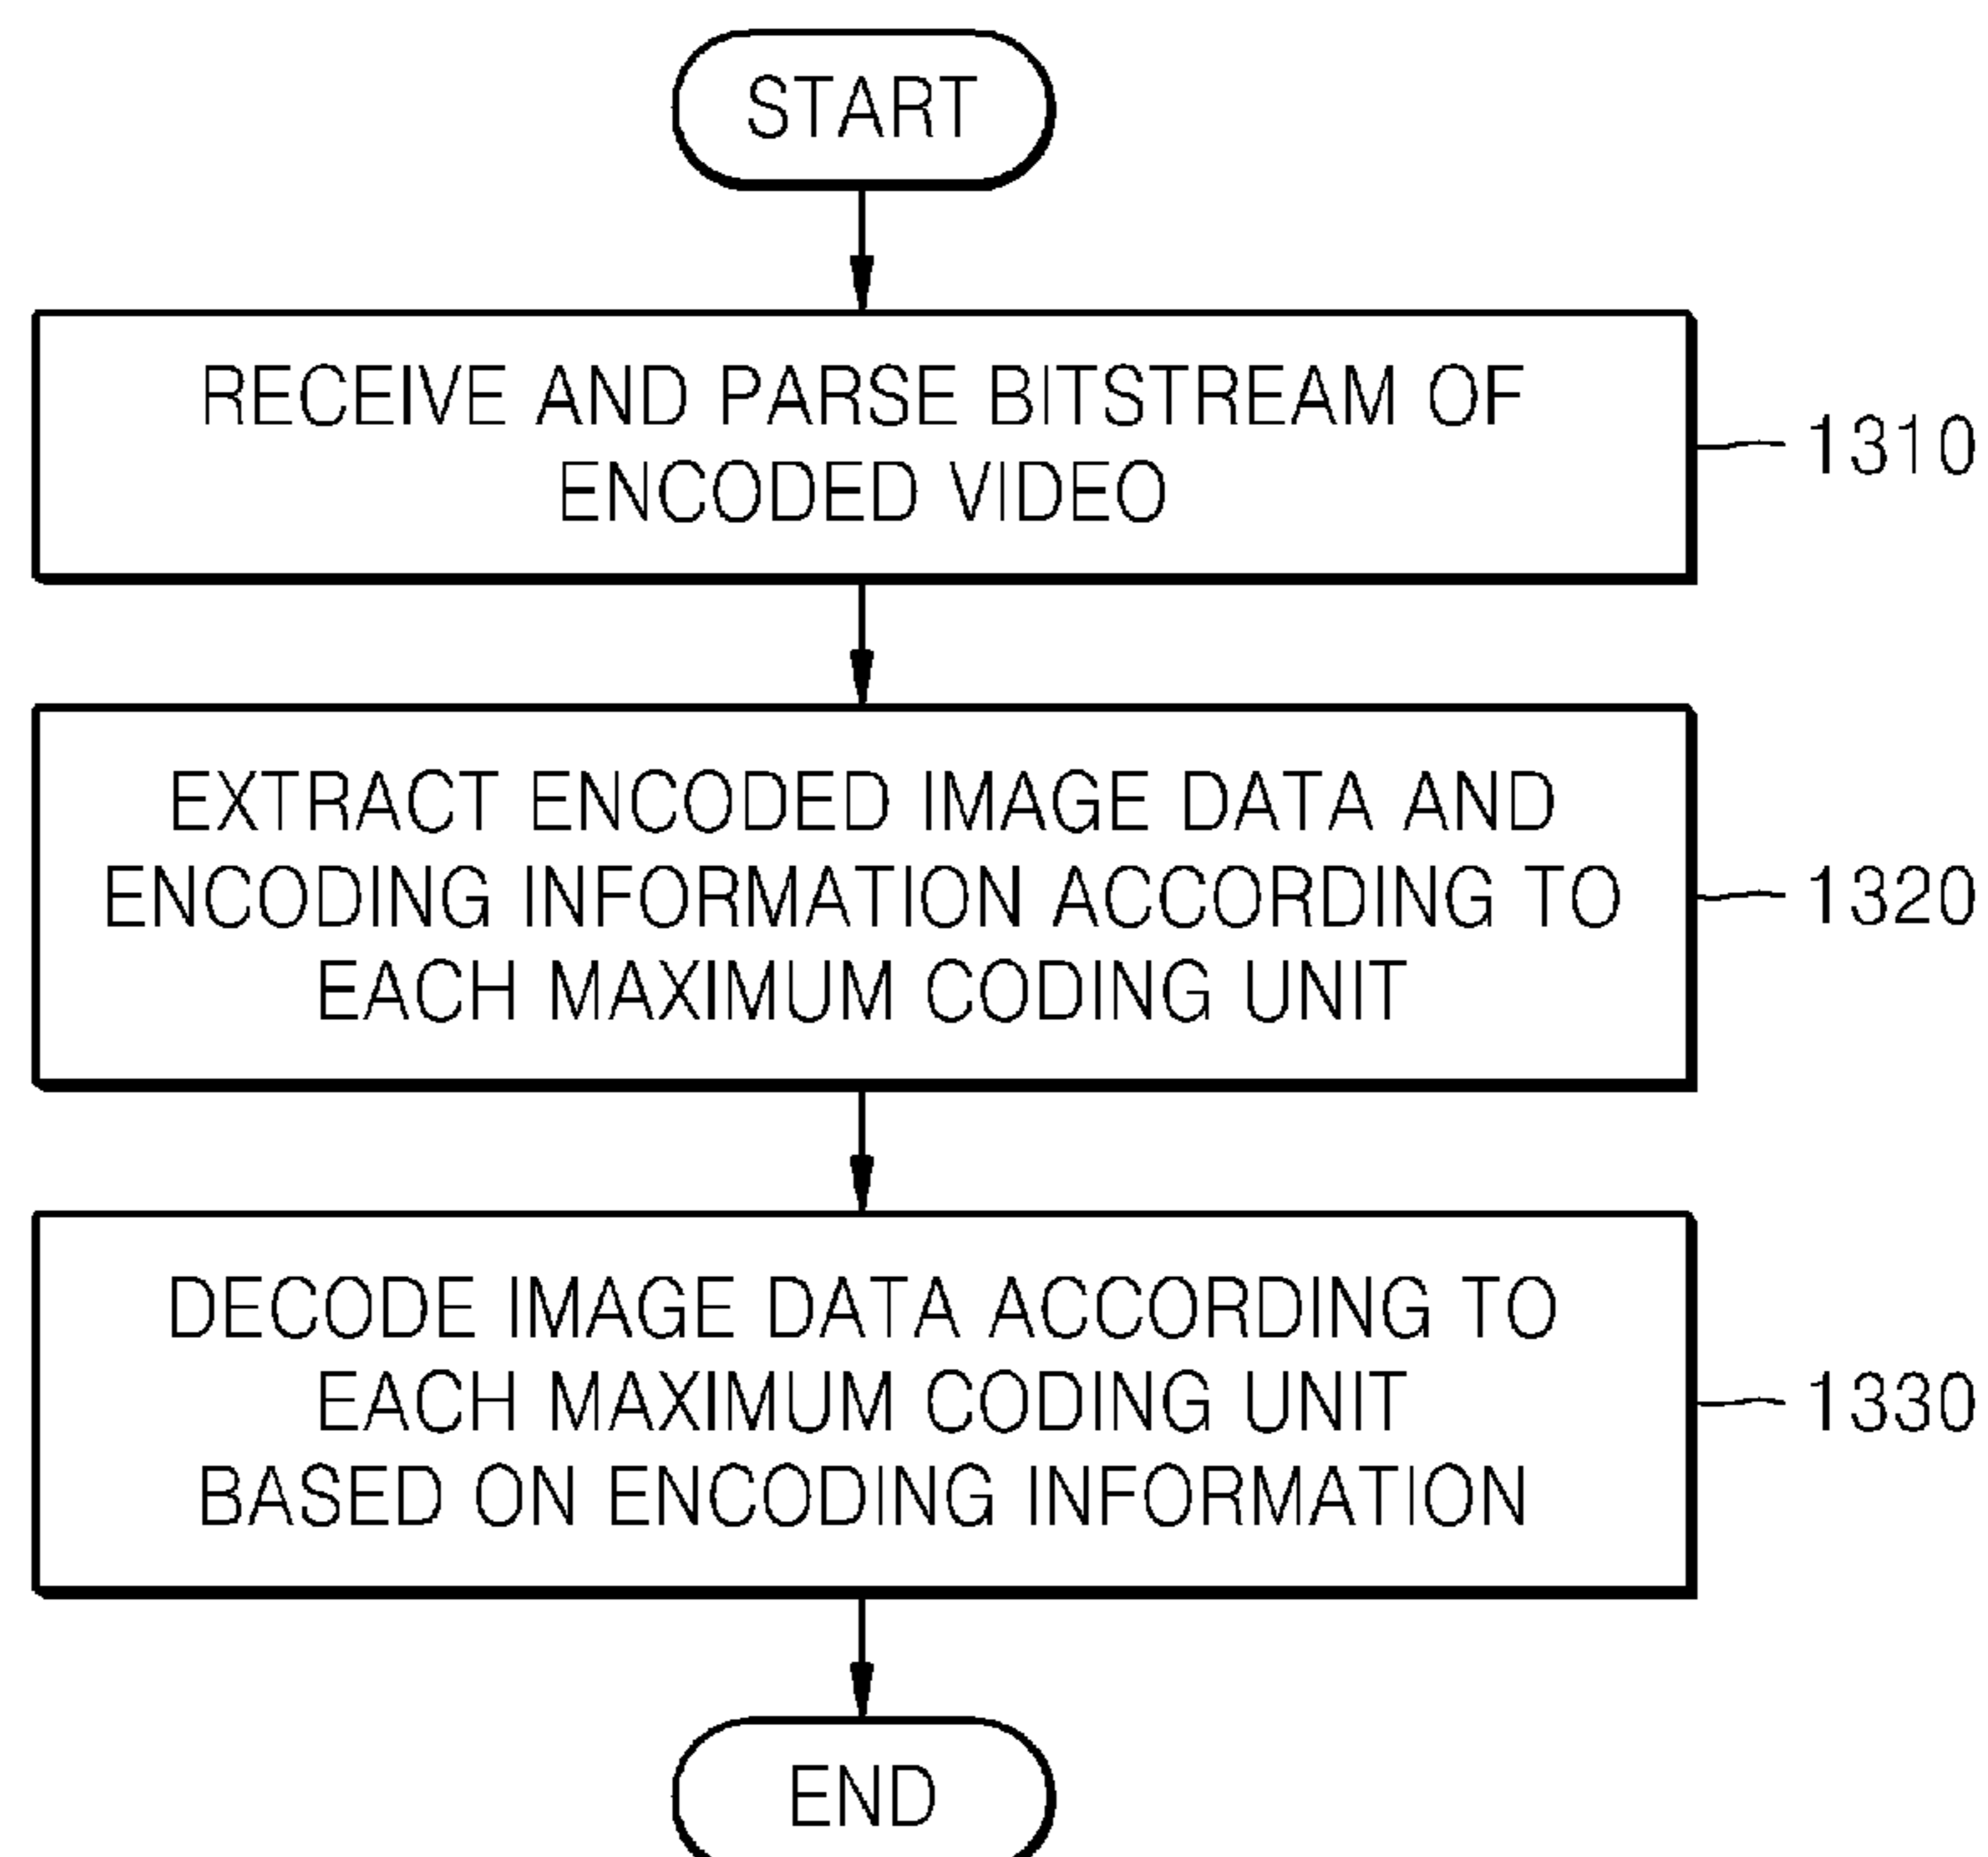 START
RECEIVE AND PARSE BITSTREAM OF
ENCODED VIDEO
1310
EXTRACT ENCODED IMAGE DATA AND
ENCODING INFORMATION ACCORDING TO
EACH MAXIMUM CODING UNIT
1320
DECODE IMAGE DATA ACCORDING TO
EACH MAXIMUM CODING UNIT
BASED ON ENCODING INFORMATION
1330
END